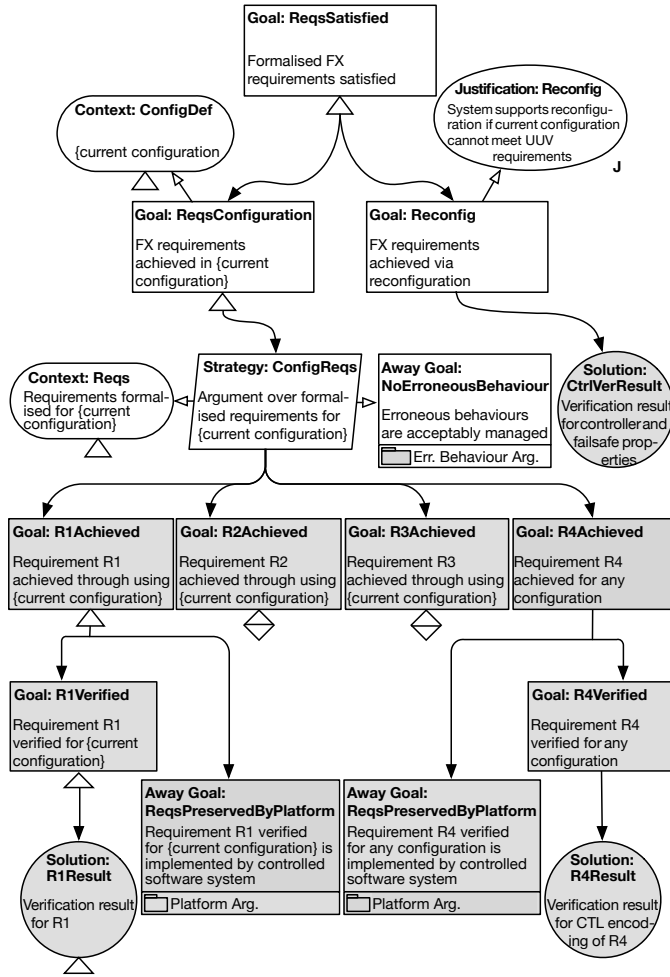 Goal: ReqsSatisfied
Formalised FX
requirements satisfied
Context: ConfigDef
{current configuration
Justification: Reconfig
System supports reconfigu-
ration if current configuration
cannot meet UUV
requirements
J
Goal: ReqsConfiguration
FX requirements
achieved in {current
configuration}
Goal: Reconfig
FX requirements
achieved via
reconfiguration
Context: Reqs
Requirements formal-
ised for {current
configuration}
Strategy: ConfigReqs
Argument over formal-
ised requirements for
{current configuration}
Away Goal:
NoErroneousBehaviour
Erroneous behaviours
are acceptably managed
Err. Behaviour Arg.
Solution:
CtrlVerResult
Verification result
for controller and
failsafe prop-
erties
Goal: R1Achieved
Requirement R1
achieved through using
{current configuration}
Goal: R2Achieved
Requirement R2
achieved through using
{current configuration}
Goal: R3Achieved
Requirement R3
achieved through using
{current configuration}
Goal: R4Achieved
Requirement R4
achieved for any
configuration
Goal: R1Verified
Requirement R1
verified for {current
configuration}
Goal: R4Verified
Requirement R4
verified for any
configuration
Away Goal:
ReqsPreservedByPlatform
Requirement R1 verified
for {current configuration} is
implemented by controlled
software system
Platform Arg.
Away Goal:
ReqsPreservedByPlatform
Requirement R4 verified
for any configuration is
implemented by controlled
software system
Platform Arg.
Solution:
R1Result
Verification result
for R1
Solution:
R4Result
Verification result
for CTL encod-
ing of R4